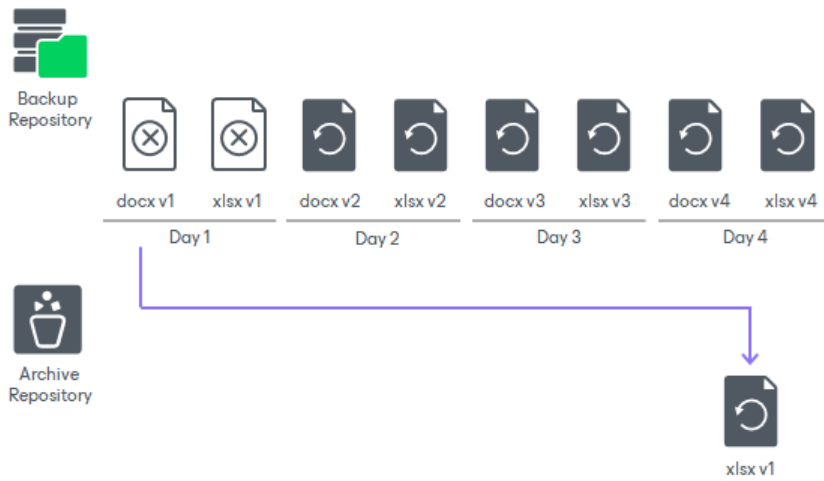 Backup
Repository
docx v1
xlsx v1
docx v2
xlsx v2
docx v3
xlsx v3
docx v4
xlsx v4
Day 1
Day 2
Day 3
Day 4
Archive
Repository
xlsx v1